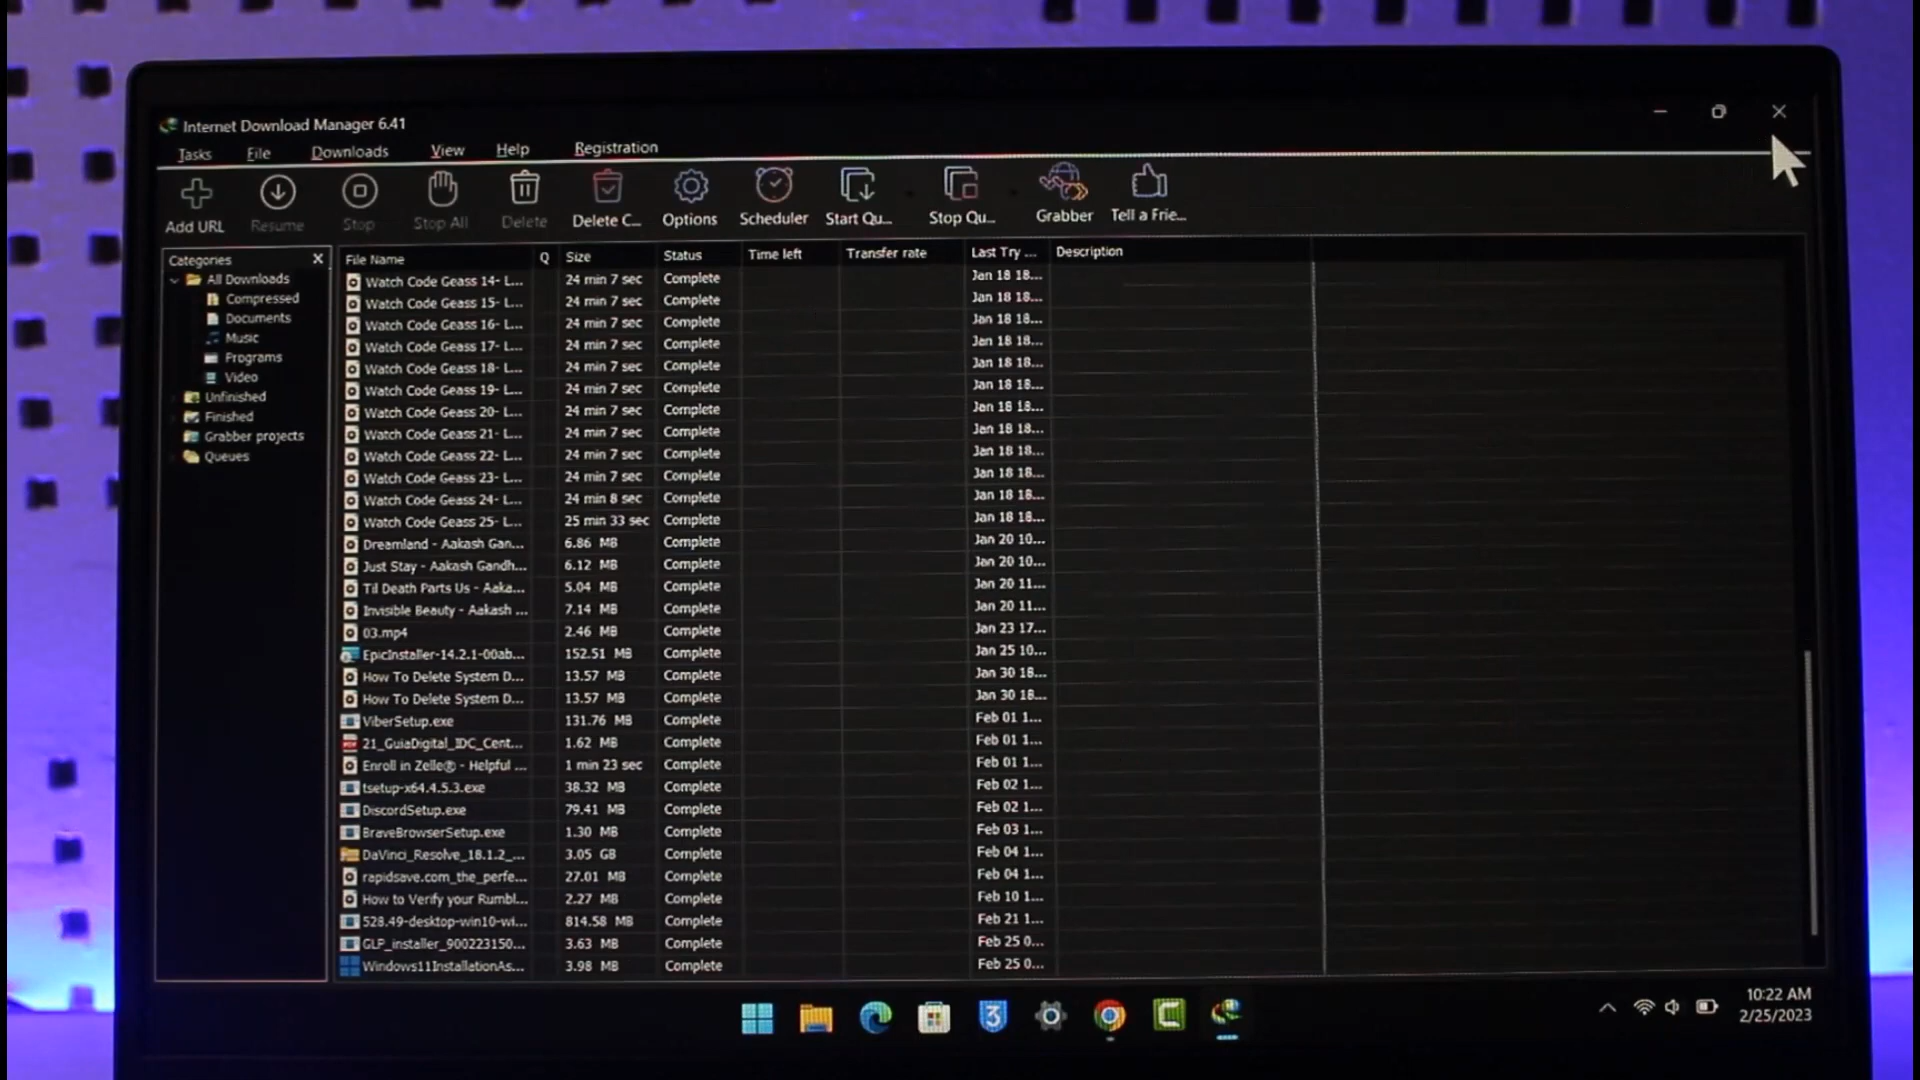 Internet Download Manager 6.41
Tasks File Downloads View Help Registration
Add URL Resume Stop Stop All Delete Delete C... Options Scheduler Start Qu... Stop Qu... Grabber Tell a Frie...
Categories
All Downloads
Compressed
Documents
Music
Programs
Video
Unfinished
Finished
Grabber projects
Queues
File Name Q Size Status Time left Transfer rate Last Try ... Description
Watch Code Geass 14- L... 24 min 7 sec Complete Jan 18 18...
Watch Code Geass 15- L... 24 min 7 sec Complete Jan 18 18...
Watch Code Geass 16- L... 24 min 7 sec Complete Jan 18 18...
Watch Code Geass 17- L... 24 min 7 sec Complete Jan 18 18...
Watch Code Geass 18- L... 24 min 7 sec Complete Jan 18 18...
Watch Code Geass 19- L... 24 min 7 sec Complete Jan 18 18...
Watch Code Geass 20- L... 24 min 7 sec Complete Jan 18 18...
Watch Code Geass 21- L... 24 min 7 sec Complete Jan 18 18...
Watch Code Geass 22- L... 24 min 7 sec Complete Jan 18 18...
Watch Code Geass 23- L... 24 min 7 sec Complete Jan 18 18...
Watch Code Geass 24- L... 24 min 8 sec Complete Jan 18 18...
Watch Code Geass 25- L... 25 min 33 sec Complete Jan 18 18...
Dreamland - Aakash Gan... 6.86 MB Complete Jan 20 10...
Just Stay - Aakash Gandh... 6.12 MB Complete Jan 20 10...
Til Death Parts Us - Aaka... 5.04 MB Complete Jan 20 11...
Invisible Beauty - Aakash ... 7.14 MB Complete Jan 20 11...
03.mp4 2.46 MB Complete Jan 23 17...
EpicInstaller-14.2.1-00ab... 152.51 MB Complete Jan 25 10...
How To Delete System D... 13.57 MB Complete Jan 30 18...
How To Delete System D... 13.57 MB Complete Jan 30 18...
ViberSetup.exe 131.76 MB Complete Feb 01 1...
21_GuiaDigital_IDC_Cent... 1.62 MB Complete Feb 01 1...
Enroll in Zelle® - Helpful ... 1 min 23 sec Complete Feb 01 1...
tsetup-x64.4.5.3.exe 38.32 MB Complete Feb 02 1...
DiscordSetup.exe 79.41 MB Complete Feb 02 1...
BraveBrowserSetup.exe 1.30 MB Complete Feb 03 1...
DaVinci_Resolve_18.1.2_... 3.05 GB Complete Feb 04 1...
rapidsave.com_the_perfe... 27.01 MB Complete Feb 04 1...
How to Verify your Rumbl... 2.27 MB Complete Feb 10 1...
528.49-desktop-win10-wi... 814.58 MB Complete Feb 21 1...
GLP_installer_900223150... 3.63 MB Complete Feb 25 0...
Windows11InstallationAs... 3.98 MB Complete Feb 25 0...
3
10:22 AM
2/25/2023